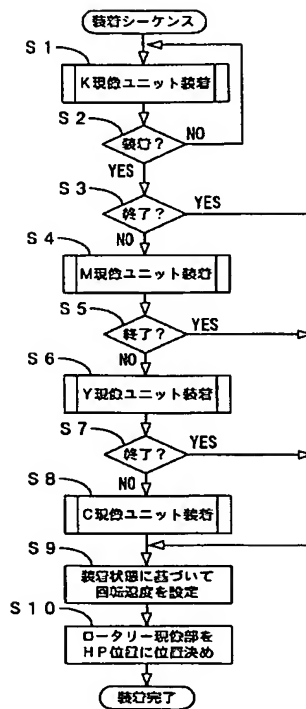 装着シーケンス
S1
K現像ユニット装着
S2
装着?
NO
YES
S3
終了?
YES
NO
S4
M現像ユニット装着
S5
終了?
YES
NO
S6
Y現像ユニット装着
S7
終了?
YES
NO
S8
C現像ユニット装着
S9
装着状態に基づいて
回転速度を設定
S10
ロータリー現像部を
HP位置に位置決め
装着完了